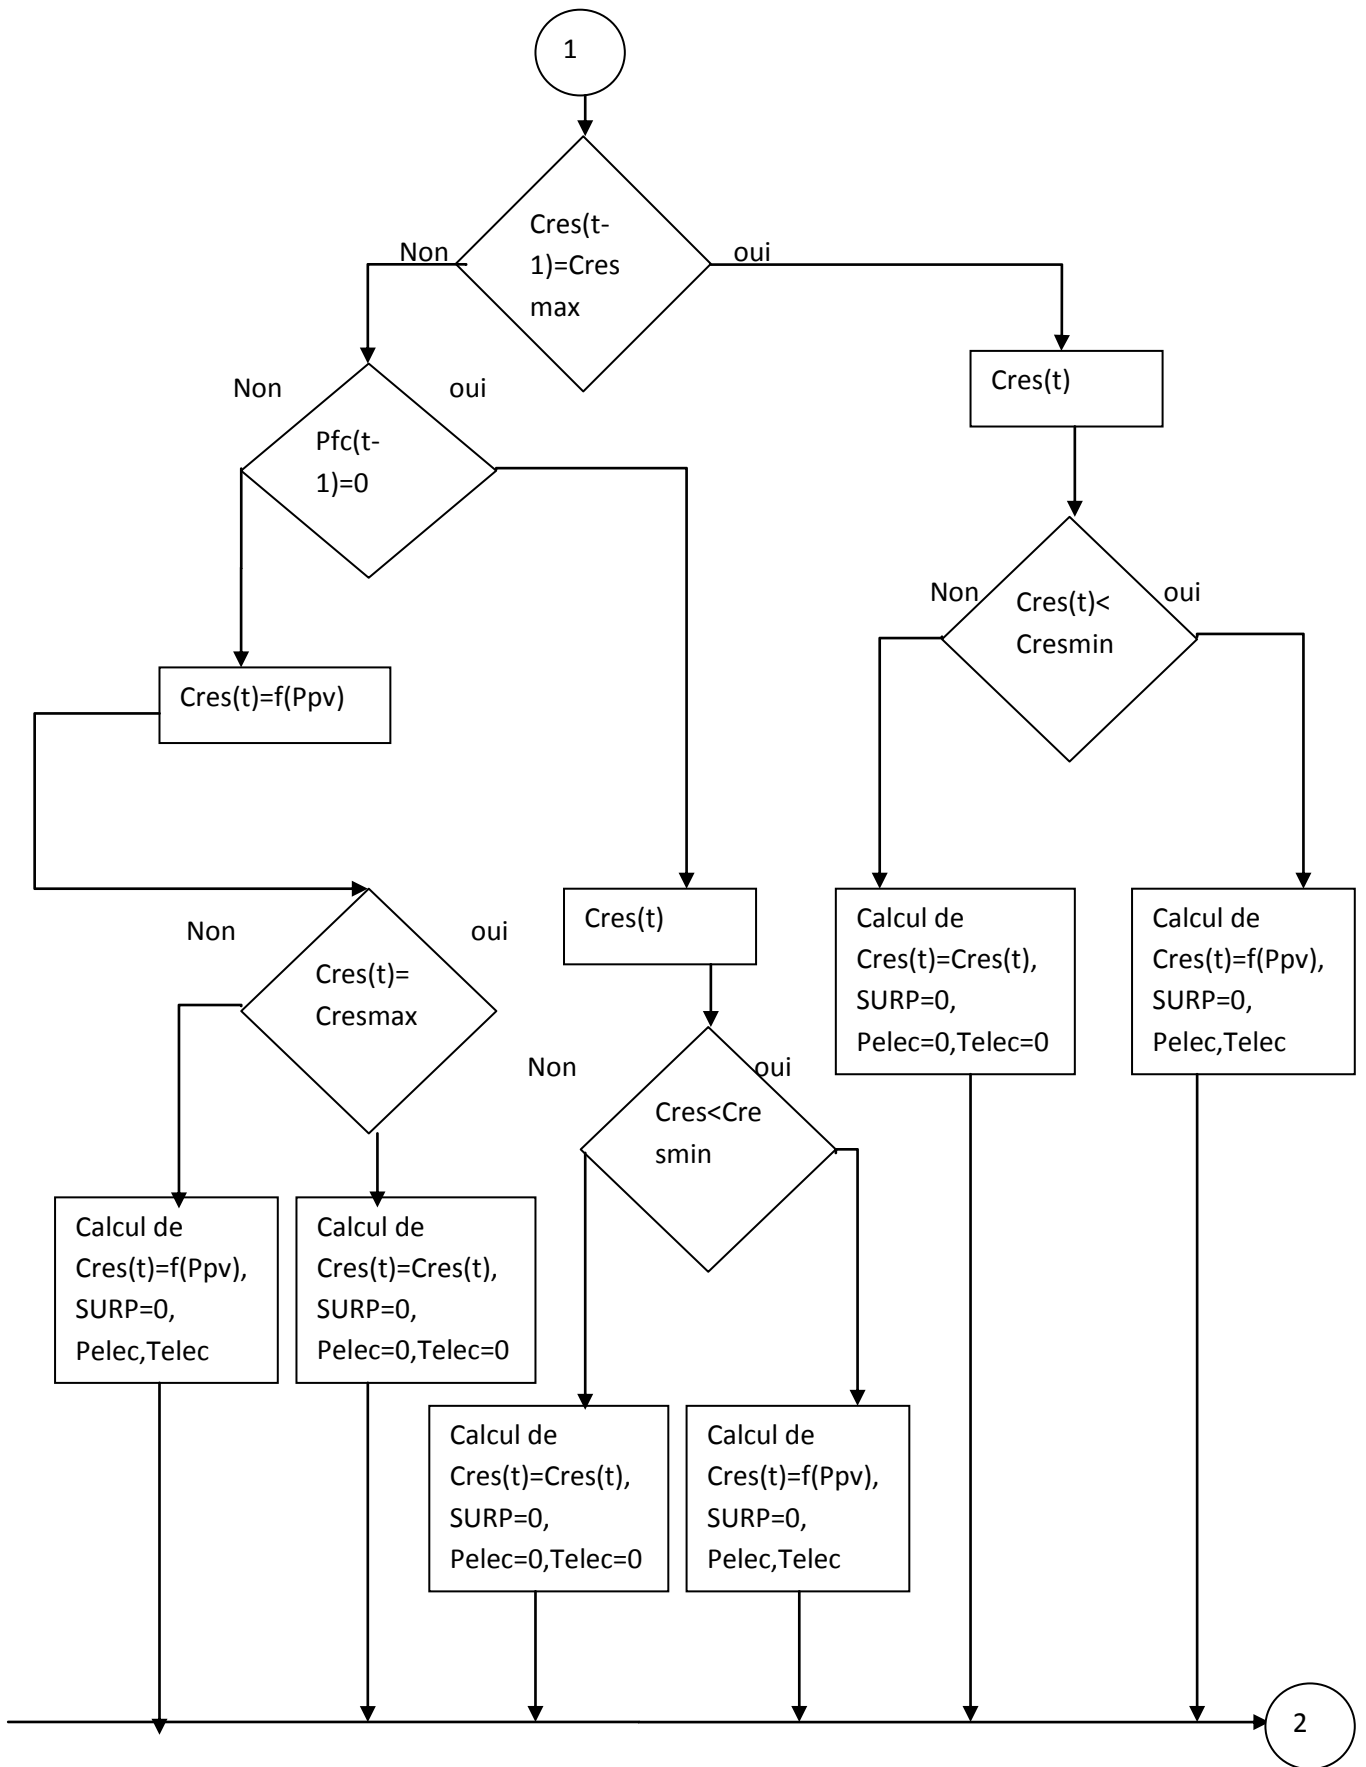 1
Cres(t-
1)=Cres
max
Non
oui
Cres(t)
Non
oui
Pfc(t-
1)=0
Non
oui
Cres(t)<
Cresmin
Cres(t)=f(Ppv)
Non
oui
Cres(t)=
Cresmax
Cres(t)
Calcul de
Cres(t)=Cres(t),
SURP=0,
Pelec=0,Telec=0
Calcul de
Cres(t)=f(Ppv),
SURP=0,
Pelec,Telec
Non
oui
Cres<Cre
smin
Calcul de
Cres(t)=f(Ppv),
SURP=0,
Pelec,Telec
Calcul de
Cres(t)=Cres(t),
SURP=0,
Pelec=0,Telec=0
Calcul de
Cres(t)=Cres(t),
SURP=0,
Pelec=0,Telec=0
Calcul de
Cres(t)=f(Ppv),
SURP=0,
Pelec,Telec
2